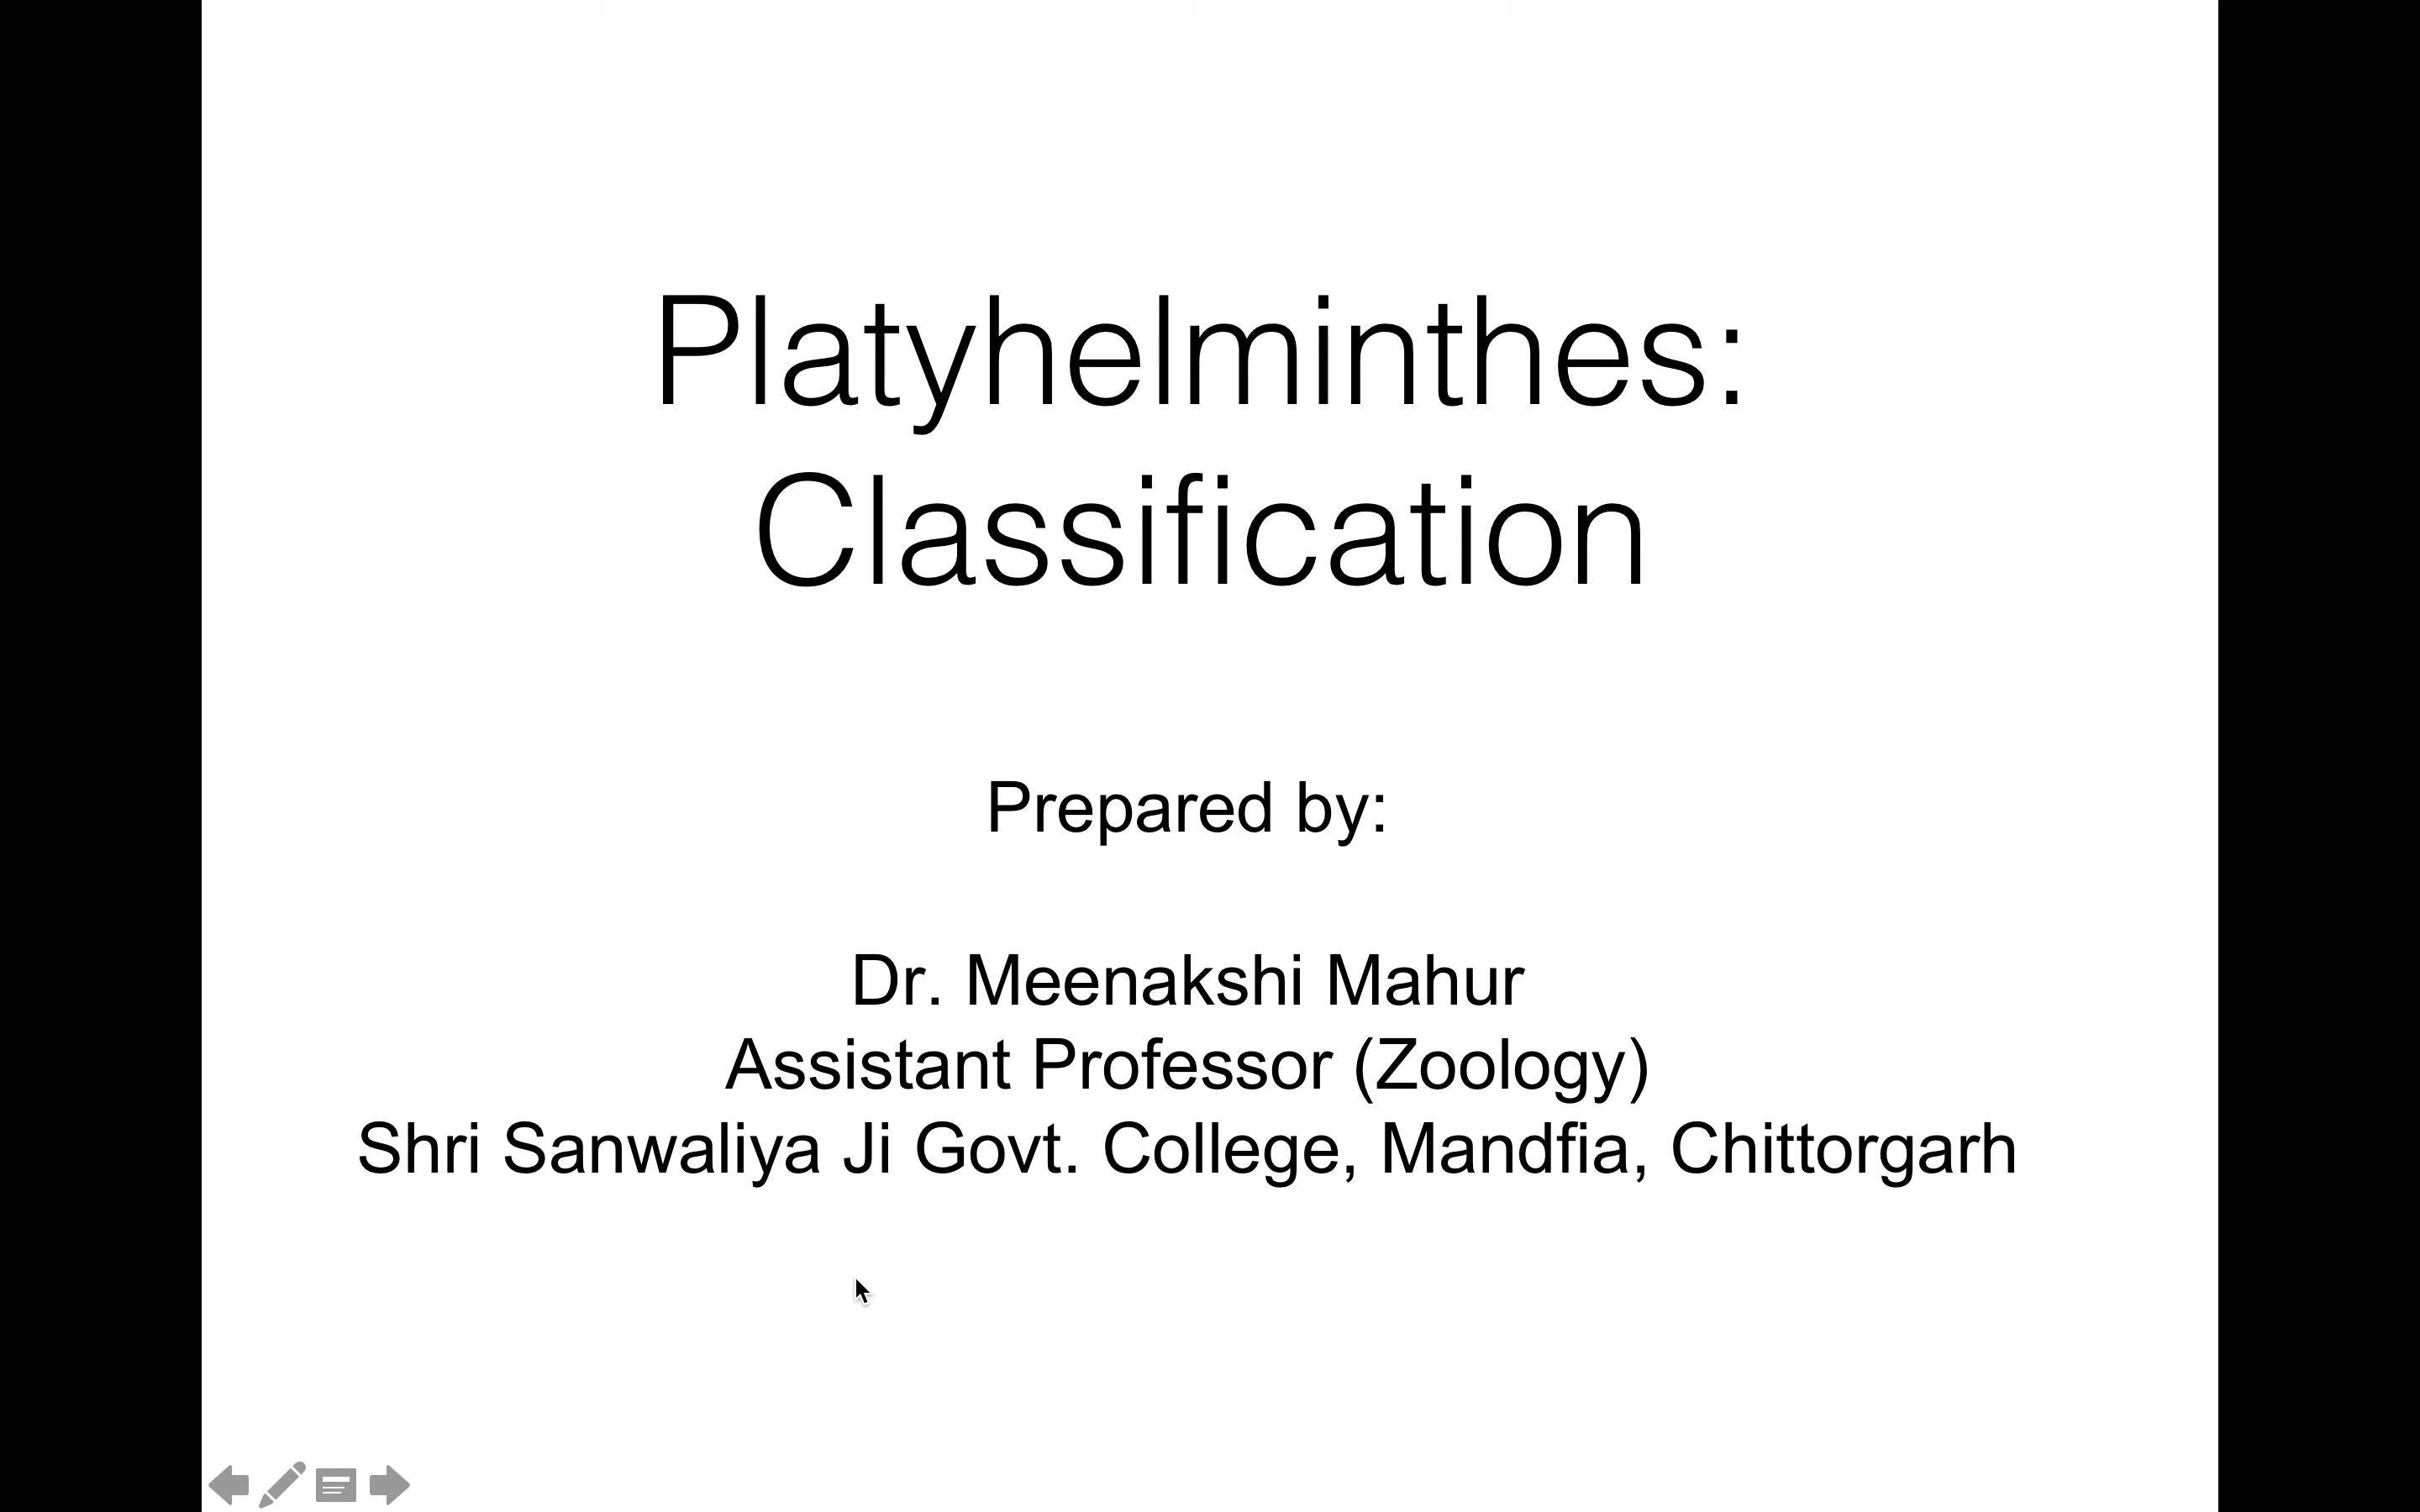 Platyhelminthes:
Classification
Prepared by:
Dr. Meenakshi Mahur
Assistant Professor (Zoology)
Shri Sanwaliya Ji Govt. College, Mandfia, Chittorgarh